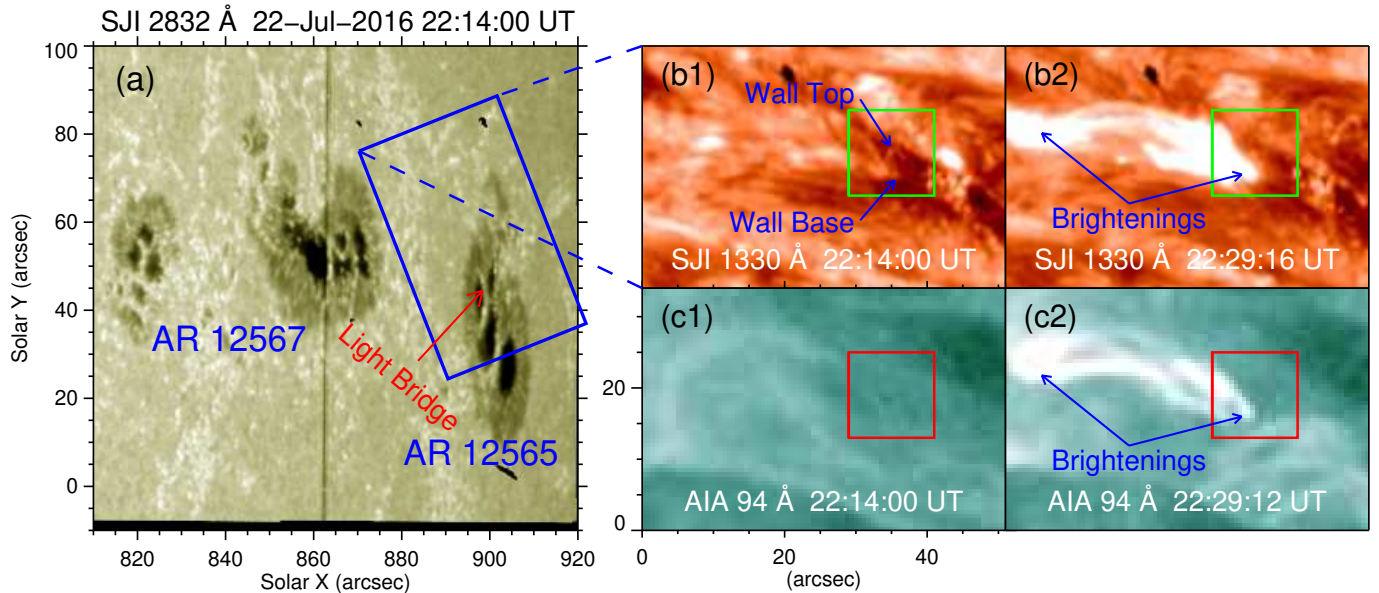 SJI 2832 Å 22−Jul−2016 22:14:00 UT
(a)
100
80
60
40
20
0
Solar Y (arcsec)
AR 12567
Light Bridge
AR 12565
820 840 860 880 900 920
Solar X (arcsec)
(b1)
Wall Top
Wall Base
SJI 1330 Å 22:14:00 UT
(b2)
Brightenings
SJI 1330 Å 22:29:16 UT
(c1)
AIA 94 Å 22:14:00 UT
(c2)
Brightenings
AIA 94 Å 22:29:12 UT
20
0
0 20 40
(arcsec)